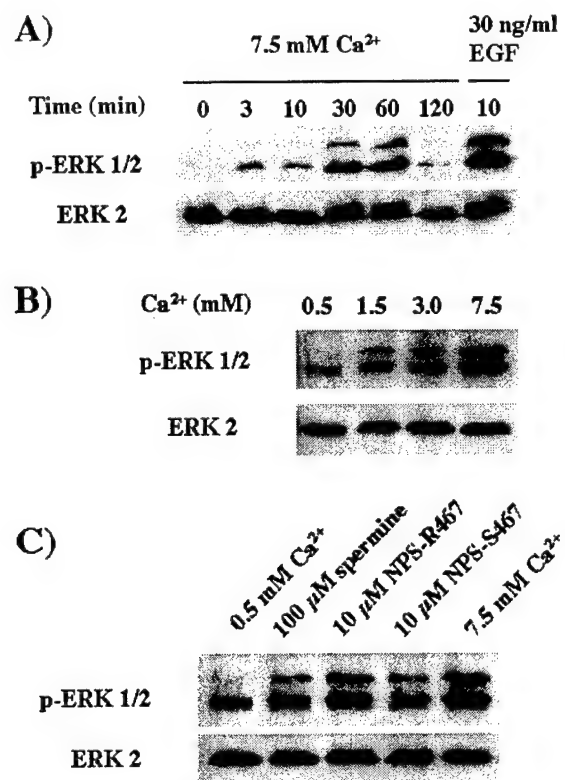 A)
7.5 mM Ca²⁺
30 ng/ml
EGF
Time (min) 0 3 10 30 60 120 10
p-ERK 1/2
ERK 2
B)
Ca²⁺ (mM) 0.5 1.5 3.0 7.5
p-ERK 1/2
ERK 2
C)
0.5 mM Ca²⁺
100 µM spermine
10 µM NPS-R467
10 µM NPS-S467
7.5 mM Ca²⁺
p-ERK 1/2
ERK 2